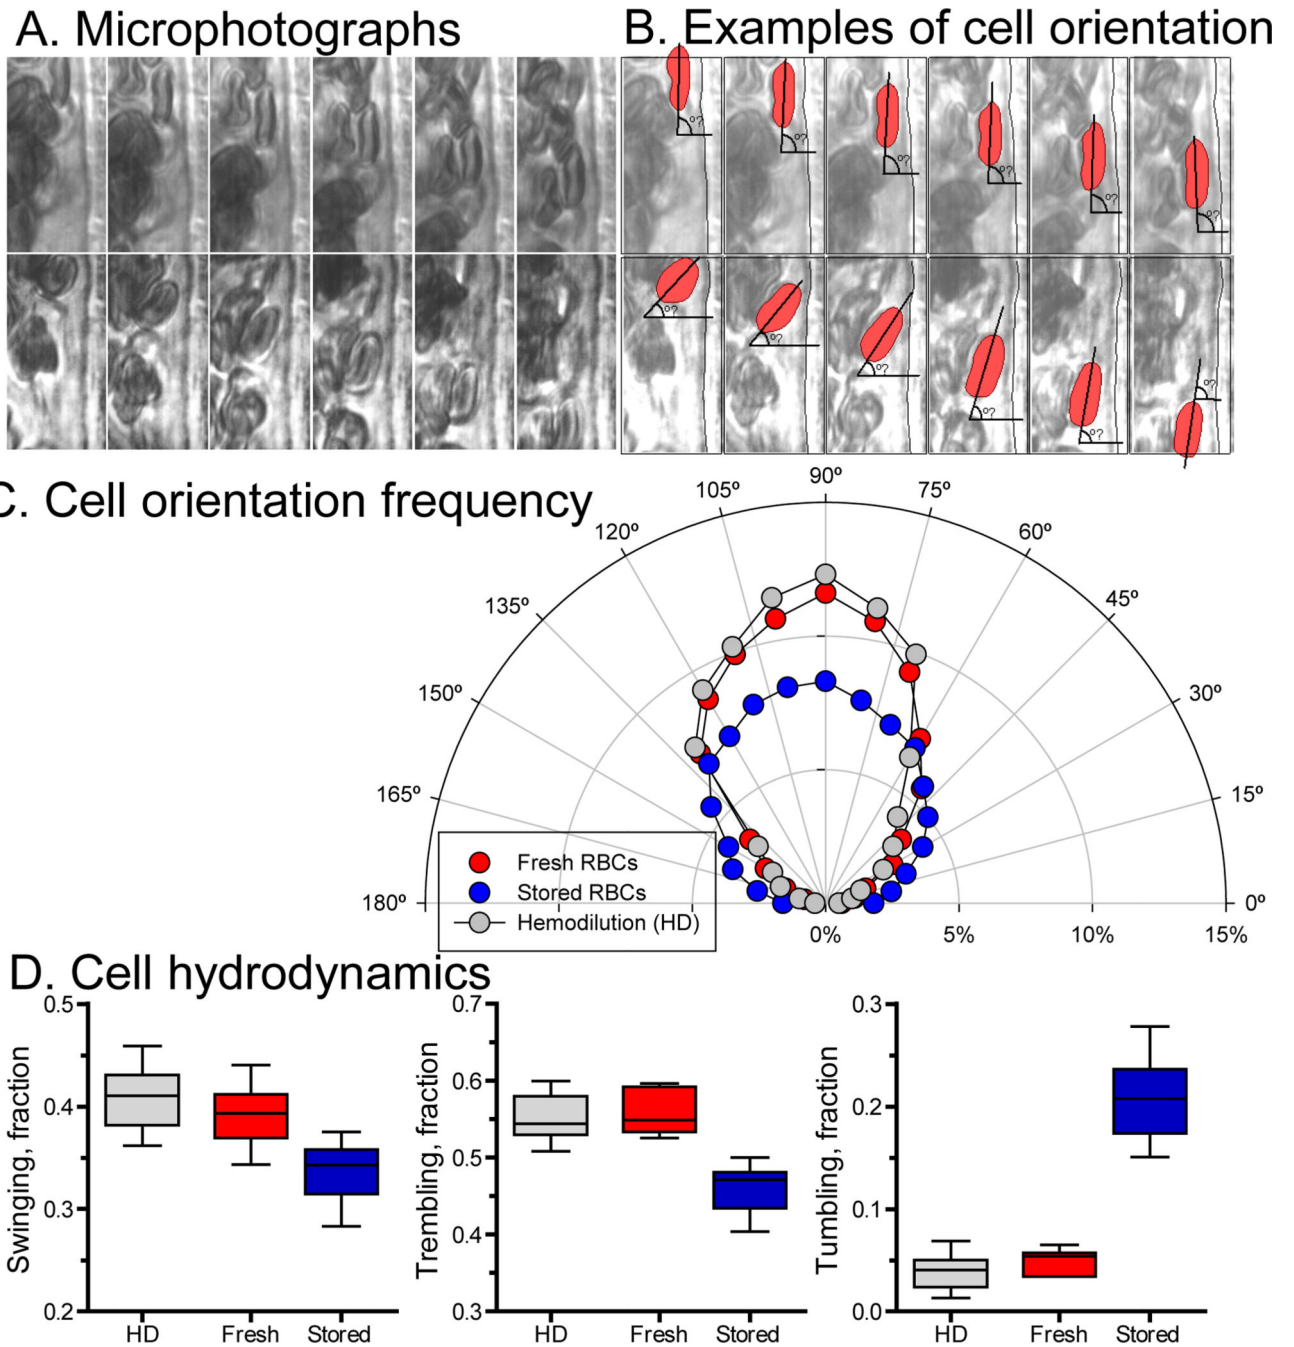 A. Microphotographs
B. Examples of cell orientation
º? º? º? º? º? º?
º? º? º? º? º? º?
C. Cell orientation frequency
105º 90º 75º
120º 60º
135º 45º
150º 30º
165º 15º
180º 0º
Fresh RBCs
Stored RBCs
Hemodilution (HD)
0% 5% 10% 15%
D. Cell hydrodynamics
Swinging, fraction
0.5
0.4
0.3
0.2
HD Fresh Stored
Trembling, fraction
0.7
0.6
0.5
0.4
0.3
HD Fresh Stored
Tumbling, fraction
0.3
0.2
0.1
0.0
HD Fresh Stored